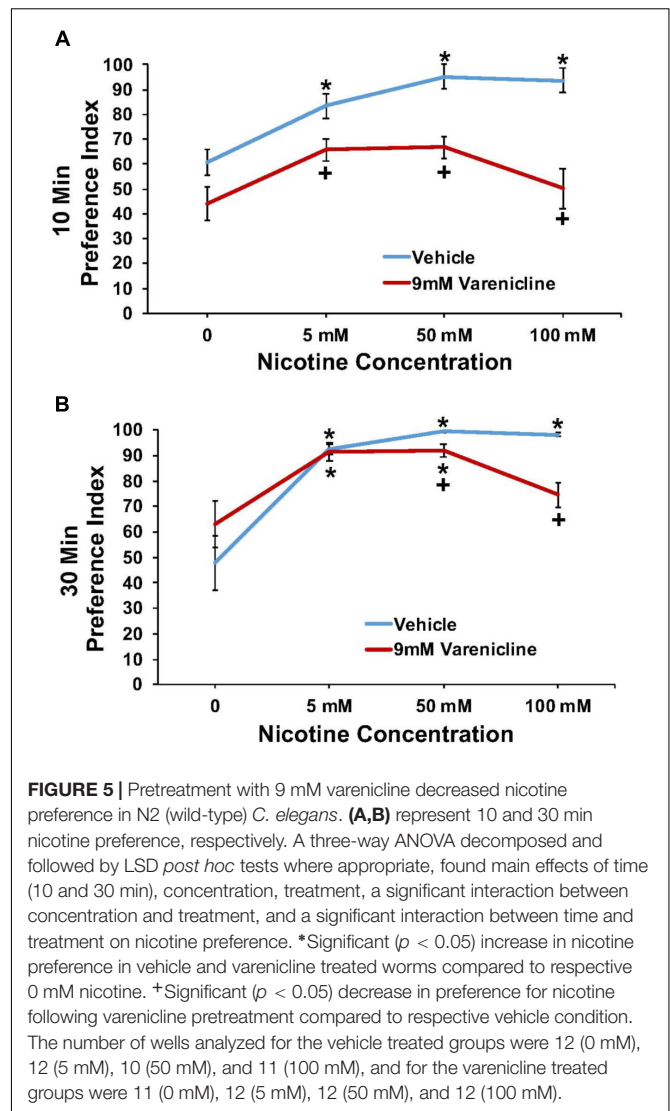 A
100
90
80
70
60
50
40
30
20
10
0
10 Min
Preference Index
*
*
*
+
+
+
Vehicle
9mM Varenicline
0
5 mM
50 mM
100 mM
Nicotine Concentration
B
100
90
80
70
60
50
40
30
20
10
0
30 Min
Preference Index
*
*
*
*
*
+
+
Vehicle
9mM Varenicline
0
5 mM
50 mM
100 mM
Nicotine Concentration
FIGURE 5 | Pretreatment with 9 mM varenicline decreased nicotine
preference in N2 (wild-type) C. elegans. (A,B) represent 10 and 30 min
nicotine preference, respectively. A three-way ANOVA decomposed and
followed by LSD post hoc tests where appropriate, found main effects of time
(10 and 30 min), concentration, treatment, a significant interaction between
concentration and treatment, and a significant interaction between time and
treatment on nicotine preference. *Significant (p < 0.05) increase in nicotine
preference in vehicle and varenicline treated worms compared to respective
0 mM nicotine. +Significant (p < 0.05) decrease in preference for nicotine
following varenicline pretreatment compared to respective vehicle condition.
The number of wells analyzed for the vehicle treated groups were 12 (0 mM),
12 (5 mM), 10 (50 mM), and 11 (100 mM), and for the varenicline treated
groups were 11 (0 mM), 12 (5 mM), 12 (50 mM), and 12 (100 mM).